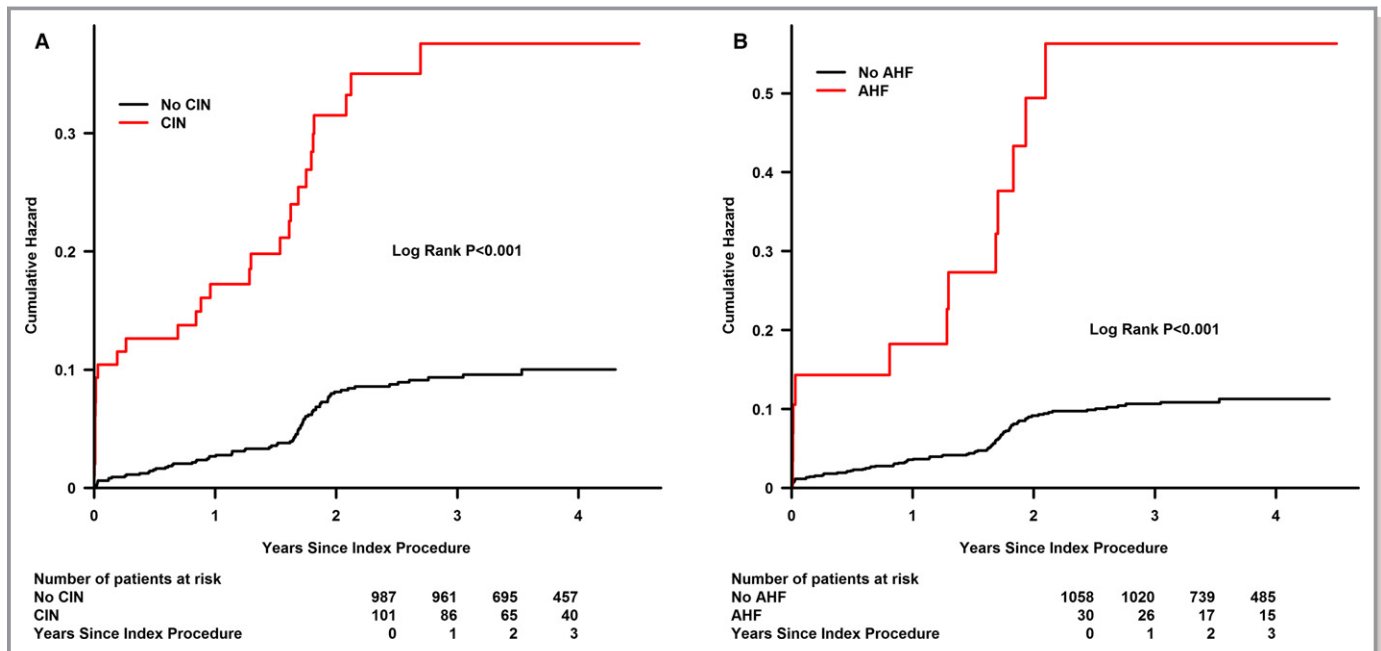 A
No CIN
CIN
0.3
0.2
0.1
0
Cumulative Hazard
Log Rank P<0.001
0 1 2 3 4
Years Since Index Procedure
Number of patients at risk
No CIN 987 961 695 457
CIN 101 86 65 40
Years Since Index Procedure 0 1 2 3
B
No AHF
AHF
0.5
0.4
0.3
0.2
0.1
0
Cumulative Hazard
Log Rank P<0.001
0 1 2 3 4
Years Since Index Procedure
Number of patients at risk
No AHF 1058 1020 739 485
AHF 30 26 17 15
Years Since Index Procedure 0 1 2 3